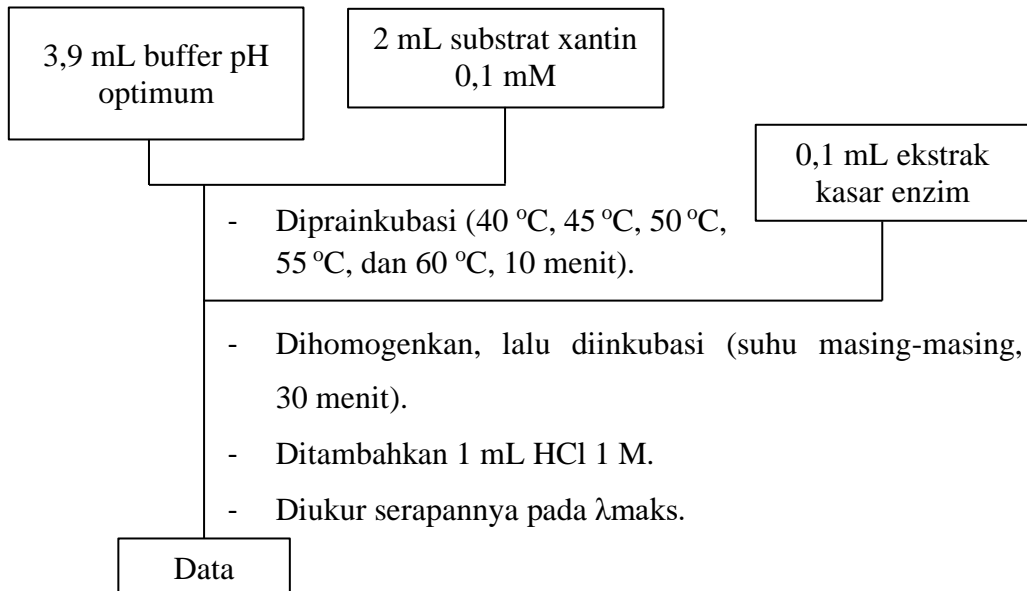 3,9 mL buffer pH
optimum
2 mL substrat xantin
0,1 mM
0,1 mL ekstrak
kasar enzim
- Diprainkubasi (40 ºC, 45 ºC, 50 ºC,
55 ºC, dan 60 ºC, 10 menit).
- Dihomogenkan, lalu diinkubasi (suhu masing-masing,
30 menit).
- Ditambahkan 1 mL HCl 1 M.
- Diukur serapannya pada λmaks.
Data